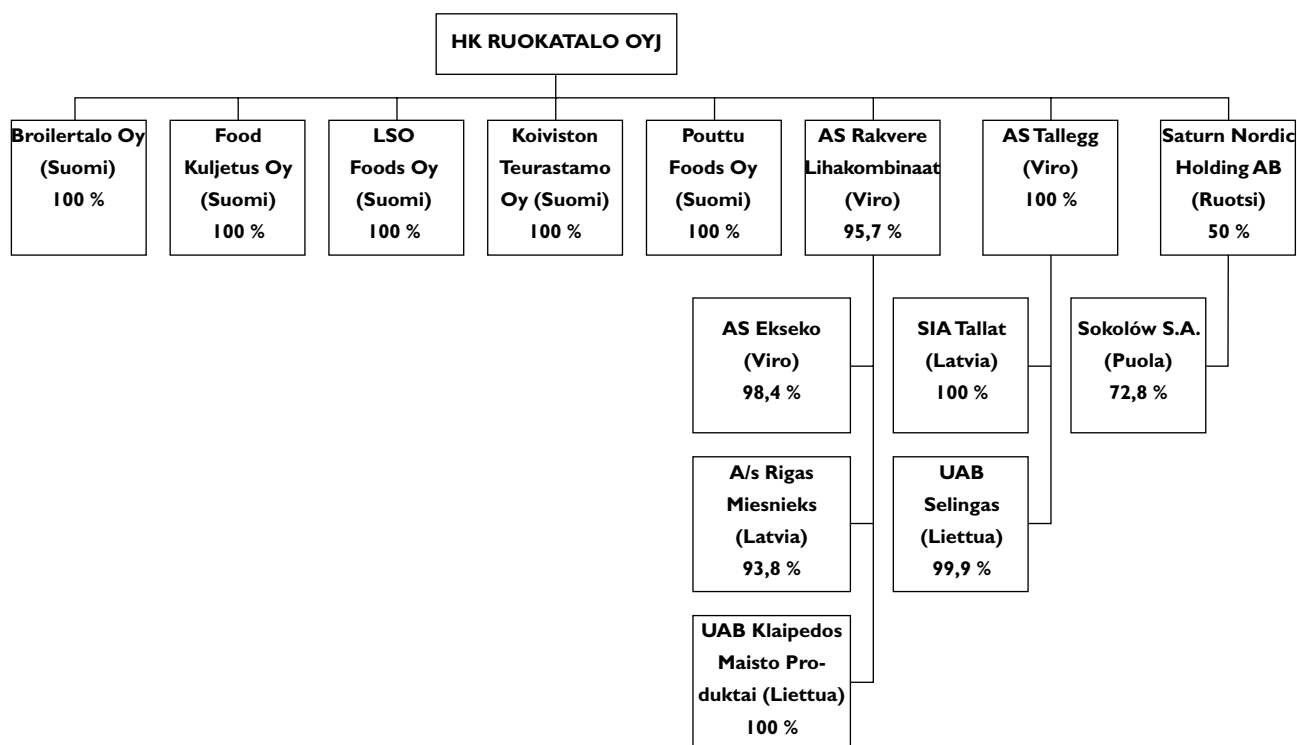 HK RUOKATALO OYJ
Broilertalo Oy
(Suomi)
100 %
Food
Kuljetus Oy
(Suomi)
100 %
LSO
Foods Oy
(Suomi)
100 %
Koiviston
Teurastamo
Oy (Suomi)
100 %
Pouttu
Foods Oy
(Suomi)
100 %
AS Rakvere
Lihakombinaat
(Viro)
95,7 %
AS Tallegg
(Viro)
100 %
Saturn Nordic
Holding AB
(Ruotsi)
50 %
AS Ekseko
(Viro)
98,4 %
SIA Tallat
(Latvia)
100 %
Sokolów S.A.
(Puola)
72,8 %
A/s Rigas
Miesnieks
(Latvia)
93,8 %
UAB
Selingas
(Liettua)
99,9 %
UAB Klaipedos
Maisto Pro-
duktai (Liettua)
100 %